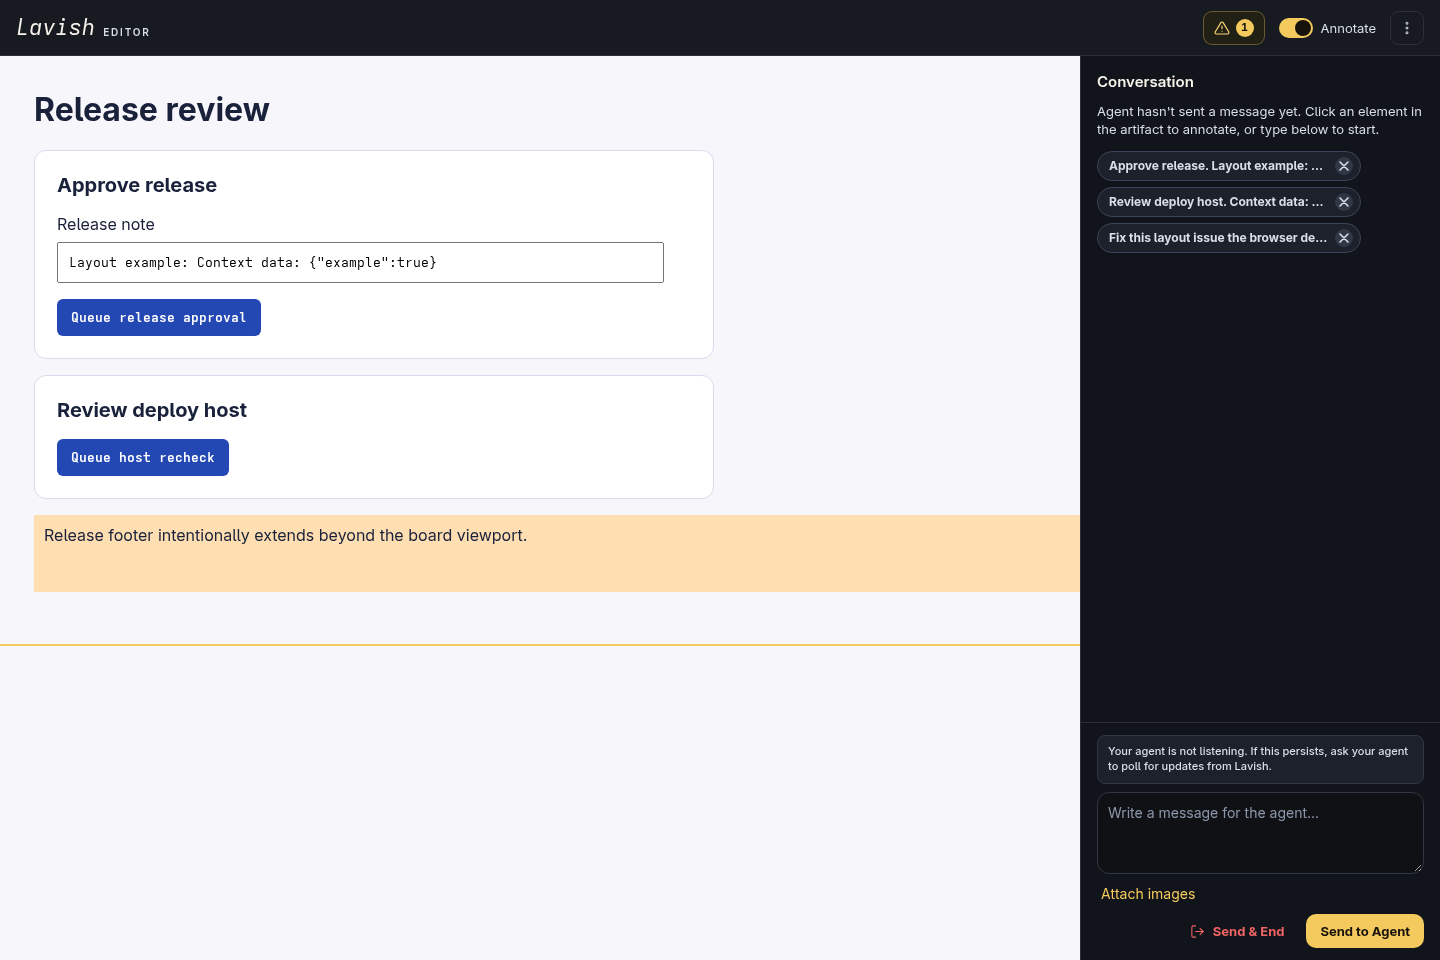 Lavish EDITOR
1
Annotate
Release review
Approve release
Release note
Layout example: Context data: {"example":true}
Queue release approval
Review deploy host
Queue host recheck
Release footer intentionally extends beyond the board viewport.
Conversation
Agent hasn't sent a message yet. Click an element in
the artifact to annotate, or type below to start.
Approve release. Layout example: ...
Review deploy host. Context data: ...
Fix this layout issue the browser de...
Your agent is not listening. If this persists, ask your agent
to poll for updates from Lavish.
Write a message for the agent...
Attach images
Send & End
Send to Agent